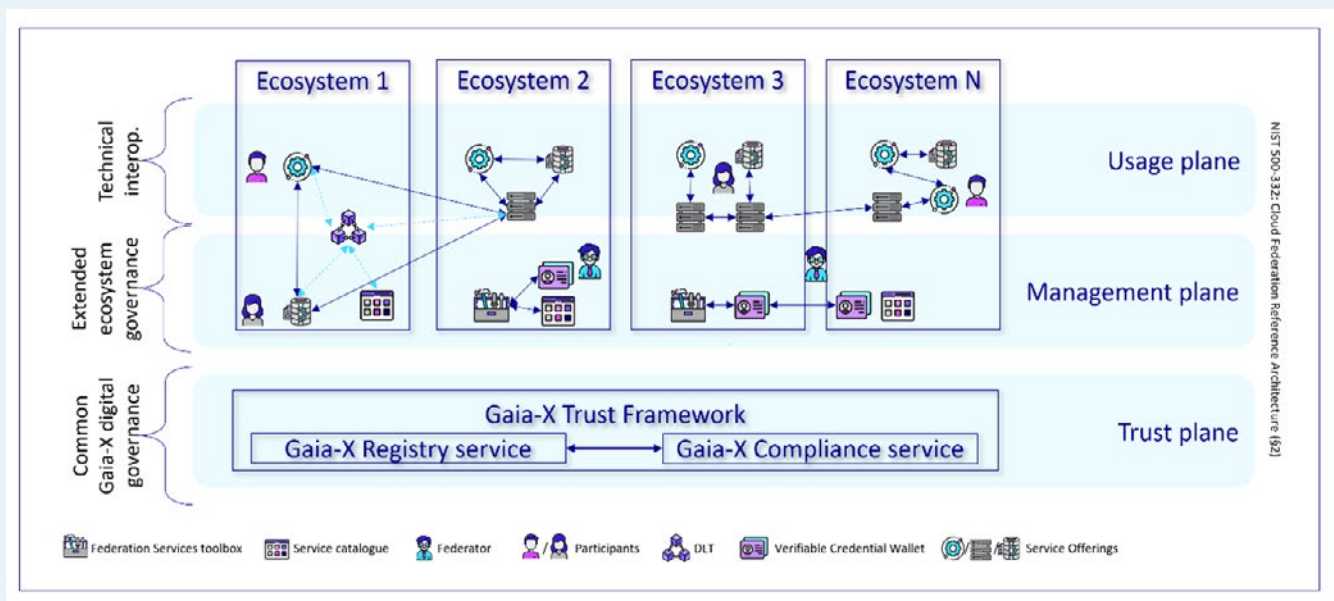 Ecosystem 1
Ecosystem 2
Ecosystem 3
Ecosystem N
Technical
interop.
Usage plane
Extended
ecosystem
governance
Management plane
Common
Gaia-X digital
governance
Gaia-X Trust Framework
Gaia-X Registry service
Gaia-X Compliance service
Trust plane
NIST 500-332: Cloud Federation Reference Architecture (§2)
Federation Services toolbox
Service catalogue
Federator
/
Participants
DLT
Verifiable Credential Wallet
/ /
Service Offerings